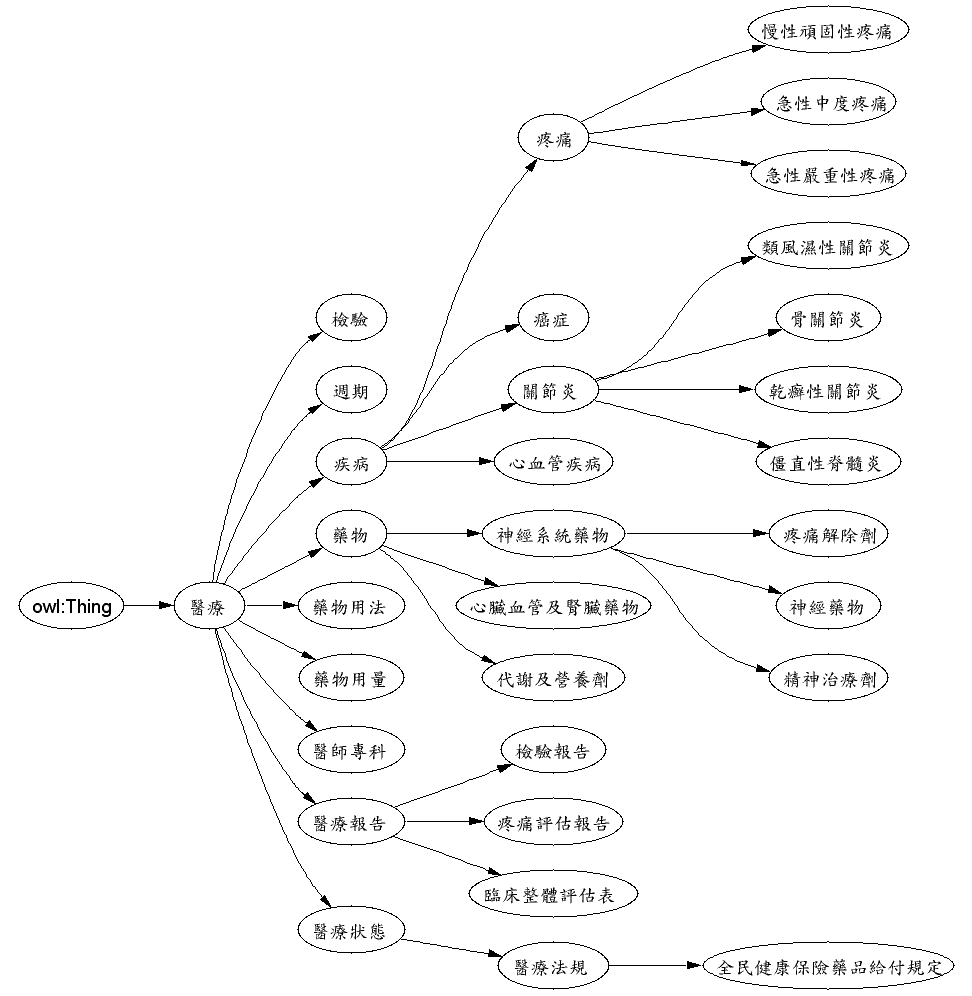 慢性頑固性疼痛
急性中度疼痛
疼痛
急性嚴重性疼痛
類風濕性關節炎
檢驗
癌症
骨關節炎
週期
關節炎
乾癬性關節炎
疾病
心血管疾病
僵直性脊髓炎
藥物
神經系統藥物
疼痛解除劑
owl:Thing
醫療
藥物用法
心臟血管及腎臟藥物
神經藥物
藥物用量
代謝及營養劑
精神治療劑
醫師專科
檢驗報告
醫療報告
疼痛評估報告
臨床整體評估表
醫療狀態
醫療法規
全民健康保險藥品給付規定